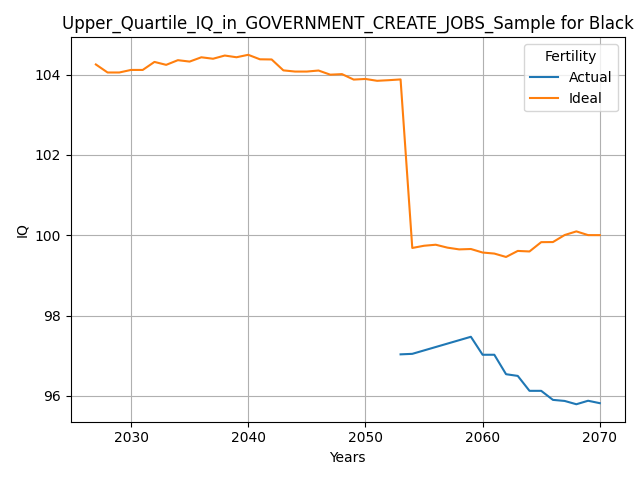 Upper_Quartile_IQ_in_GOVERNMENT_CREATE_JOBS_Sample for Black
Fertility
Actual
Ideal
104
102
100
98
96
IQ
2030
2040
2050
2060
2070
Years